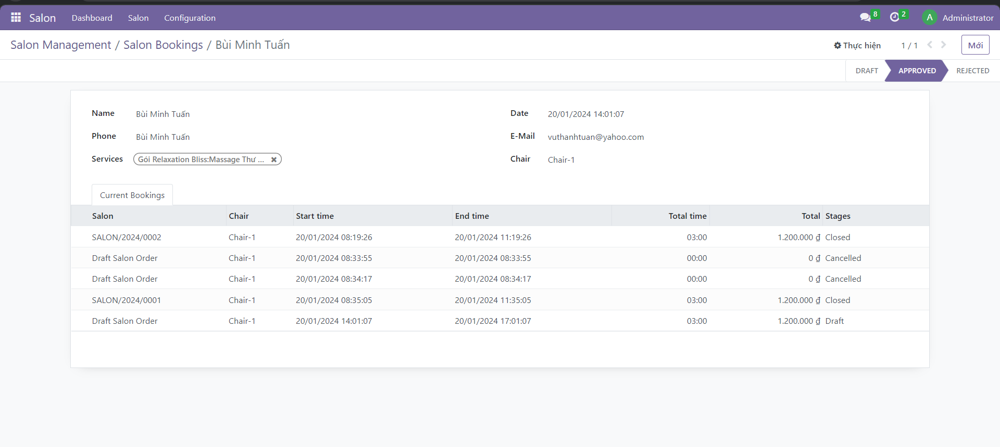 Salon Dashboard Salon Configuration 8 2 A Administrator
Salon Management / Salon Bookings / Bùi Minh Tuấn Thực hiện 1 / 1 Mới
DRAFT APPROVED REJECTED
Name Bùi Minh Tuấn Date 20/01/2024 14:01:07
Phone Bùi Minh Tuấn E-Mail vuthanhtuan@yahoo.com
Services Gói Relaxation Bliss:Massage Thư ... Chair Chair-1
Current Bookings
Salon Chair Start time End time Total time Total Stages
SALON/2024/0002 Chair-1 20/01/2024 08:19:26 20/01/2024 11:19:26 03:00 1.200.000 ₫ Closed
Draft Salon Order Chair-1 20/01/2024 08:33:55 20/01/2024 08:33:55 00:00 0 ₫ Cancelled
Draft Salon Order Chair-1 20/01/2024 08:34:17 20/01/2024 08:34:17 00:00 0 ₫ Cancelled
SALON/2024/0001 Chair-1 20/01/2024 08:35:05 20/01/2024 11:35:05 03:00 1.200.000 ₫ Closed
Draft Salon Order Chair-1 20/01/2024 14:01:07 20/01/2024 17:01:07 03:00 1.200.000 ₫ Draft